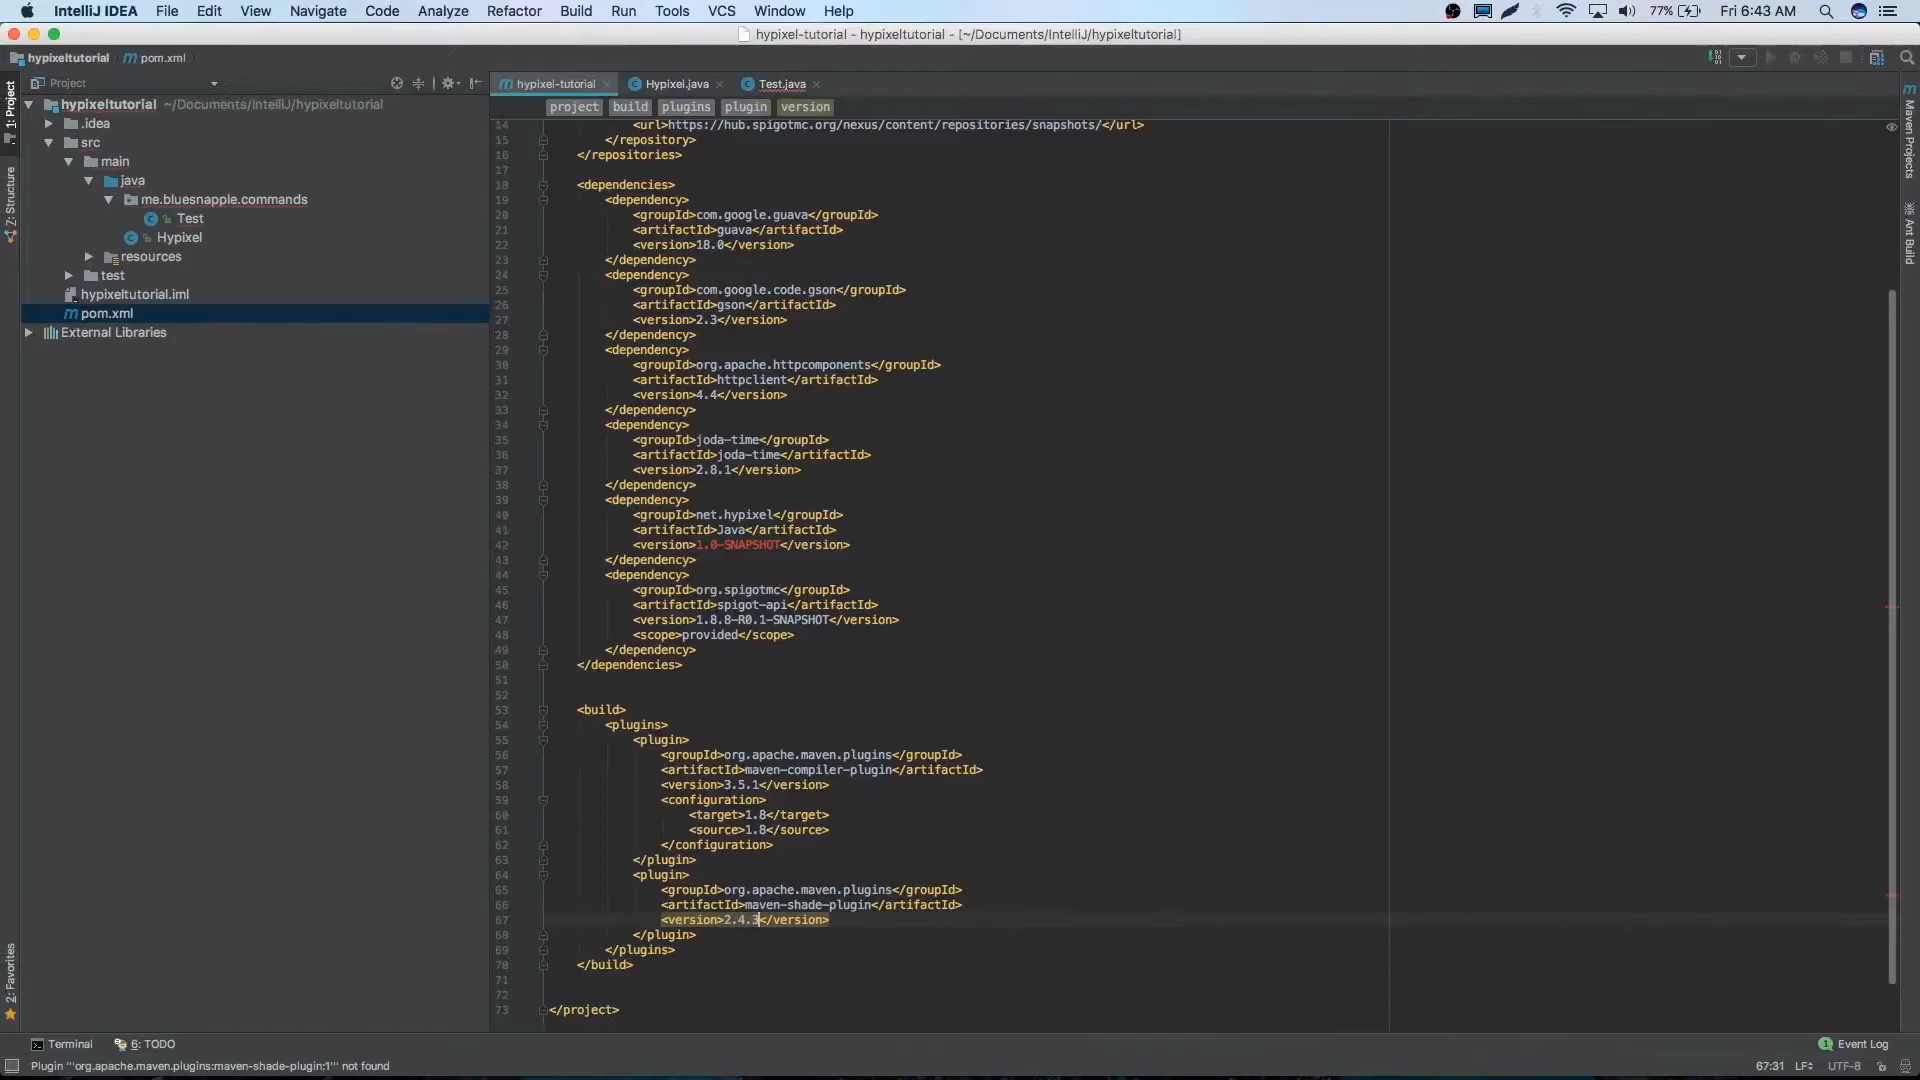 IntelliJ IDEA File Edit View Navigate Code Analyze Refactor Build Run Tools VCS Window Help 77% Fri 6:43 AM
hypixel-tutorial - hypixeltutorial - [~/Documents/IntelliJ/hypixeltutorial]
hypixeltutorial pom.xml
1: Project
Z: Structure
2: Favorites
Project
hypixeltutorial ~/Documents/IntelliJ/hypixeltutorial
.idea
src
main
java
me.bluesnapple.commands
Test
Hypixel
resources
test
hypixeltutorial.iml
pom.xml
External Libraries
hypixel-tutorial Hypixel.java Test.java
project build plugins plugin version
14 <url>https://hub.spigotmc.org/nexus/content/repositories/snapshots/</url>
15 </repository>
16 </repositories>
17
18 <dependencies>
19 <dependency>
20 <groupId>com.google.guava</groupId>
21 <artifactId>guava</artifactId>
22 <version>18.0</version>
23 </dependency>
24 <dependency>
25 <groupId>com.google.code.gson</groupId>
26 <artifactId>gson</artifactId>
27 <version>2.3</version>
28 </dependency>
29 <dependency>
30 <groupId>org.apache.httpcomponents</groupId>
31 <artifactId>httpclient</artifactId>
32 <version>4.4</version>
33 </dependency>
34 <dependency>
35 <groupId>joda-time</groupId>
36 <artifactId>joda-time</artifactId>
37 <version>2.8.1</version>
38 </dependency>
39 <dependency>
40 <groupId>net.hypixel</groupId>
41 <artifactId>Java</artifactId>
42 <version>1.0-SNAPSHOT</version>
43 </dependency>
44 <dependency>
45 <groupId>org.spigotmc</groupId>
46 <artifactId>spigot-api</artifactId>
47 <version>1.8.8-R0.1-SNAPSHOT</version>
48 <scope>provided</scope>
49 </dependency>
50 </dependencies>
51
52
53 <build>
54 <plugins>
55 <plugin>
56 <groupId>org.apache.maven.plugins</groupId>
57 <artifactId>maven-compiler-plugin</artifactId>
58 <version>3.5.1</version>
59 <configuration>
60 <target>1.8</target>
61 <source>1.8</source>
62 </configuration>
63 </plugin>
64 <plugin>
65 <groupId>org.apache.maven.plugins</groupId>
66 <artifactId>maven-shade-plugin</artifactId>
67 <version>2.4.3</version>
68 </plugin>
69 </plugins>
70 </build>
71
72
73 </project>
Maven Projects
Ant Build
Terminal 6: TODO 1 Event Log
Plugin '"org.apache.maven.plugins:maven-shade-plugin:1"' not found 67:31 LF÷ UTF-8